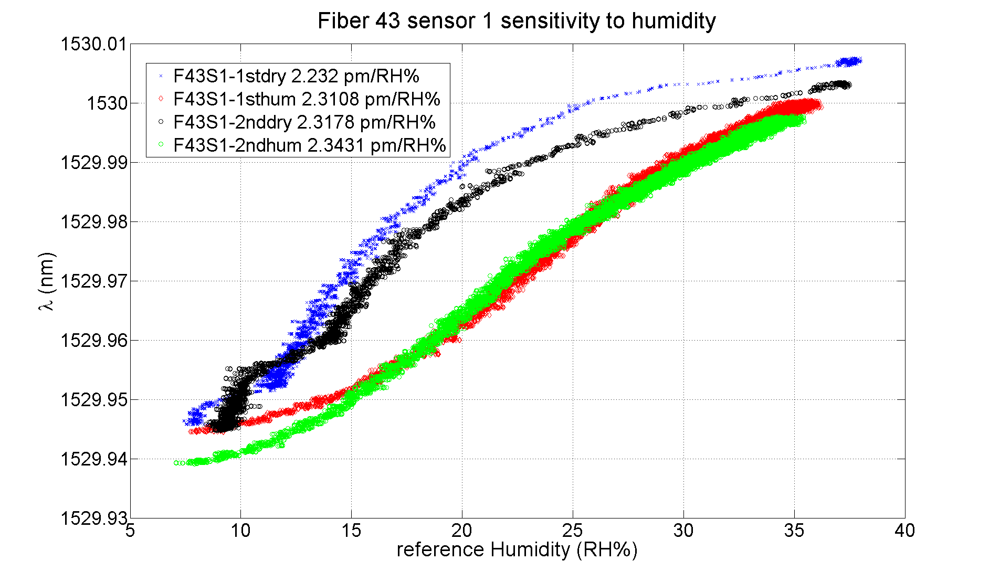 Fiber 43 sensor 1 sensitivity to humidity
1530.01
1530
1529.99
1529.98
1529.97
1529.96
1529.95
1529.94
1529.93
λ (nm)
F43S1-1stdry 2.232 pm/RH%
F43S1-1sthum 2.3108 pm/RH%
F43S1-2nddry 2.3178 pm/RH%
F43S1-2ndhum 2.3431 pm/RH%
5 10 15 20 25 30 35 40
reference Humidity (RH%)